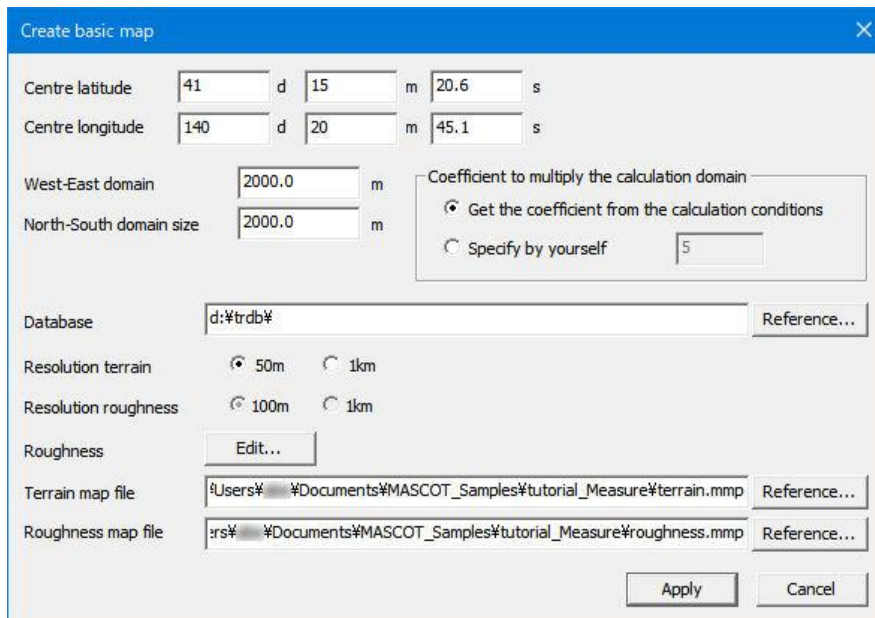 Create basic map
Centre latitude 41 d 15 m 20.6 s
Centre longitude 140 d 20 m 45.1 s
West-East domain 2000.0 m
North-South domain size 2000.0 m
Coefficient to multiply the calculation domain
Get the coefficient from the calculation conditions
Specify by yourself 5
Database d:¥trdb¥ Reference...
Resolution terrain 50m 1km
Resolution roughness 100m 1km
Roughness Edit...
Terrain map file ¥Users¥ ¥Documents¥MASCOT_Samples¥tutorial_Measure¥terrain.mmp Reference...
Roughness map file ers¥ ¥Documents¥MASCOT_Samples¥tutorial_Measure¥roughness.mmp Reference...
Apply Cancel